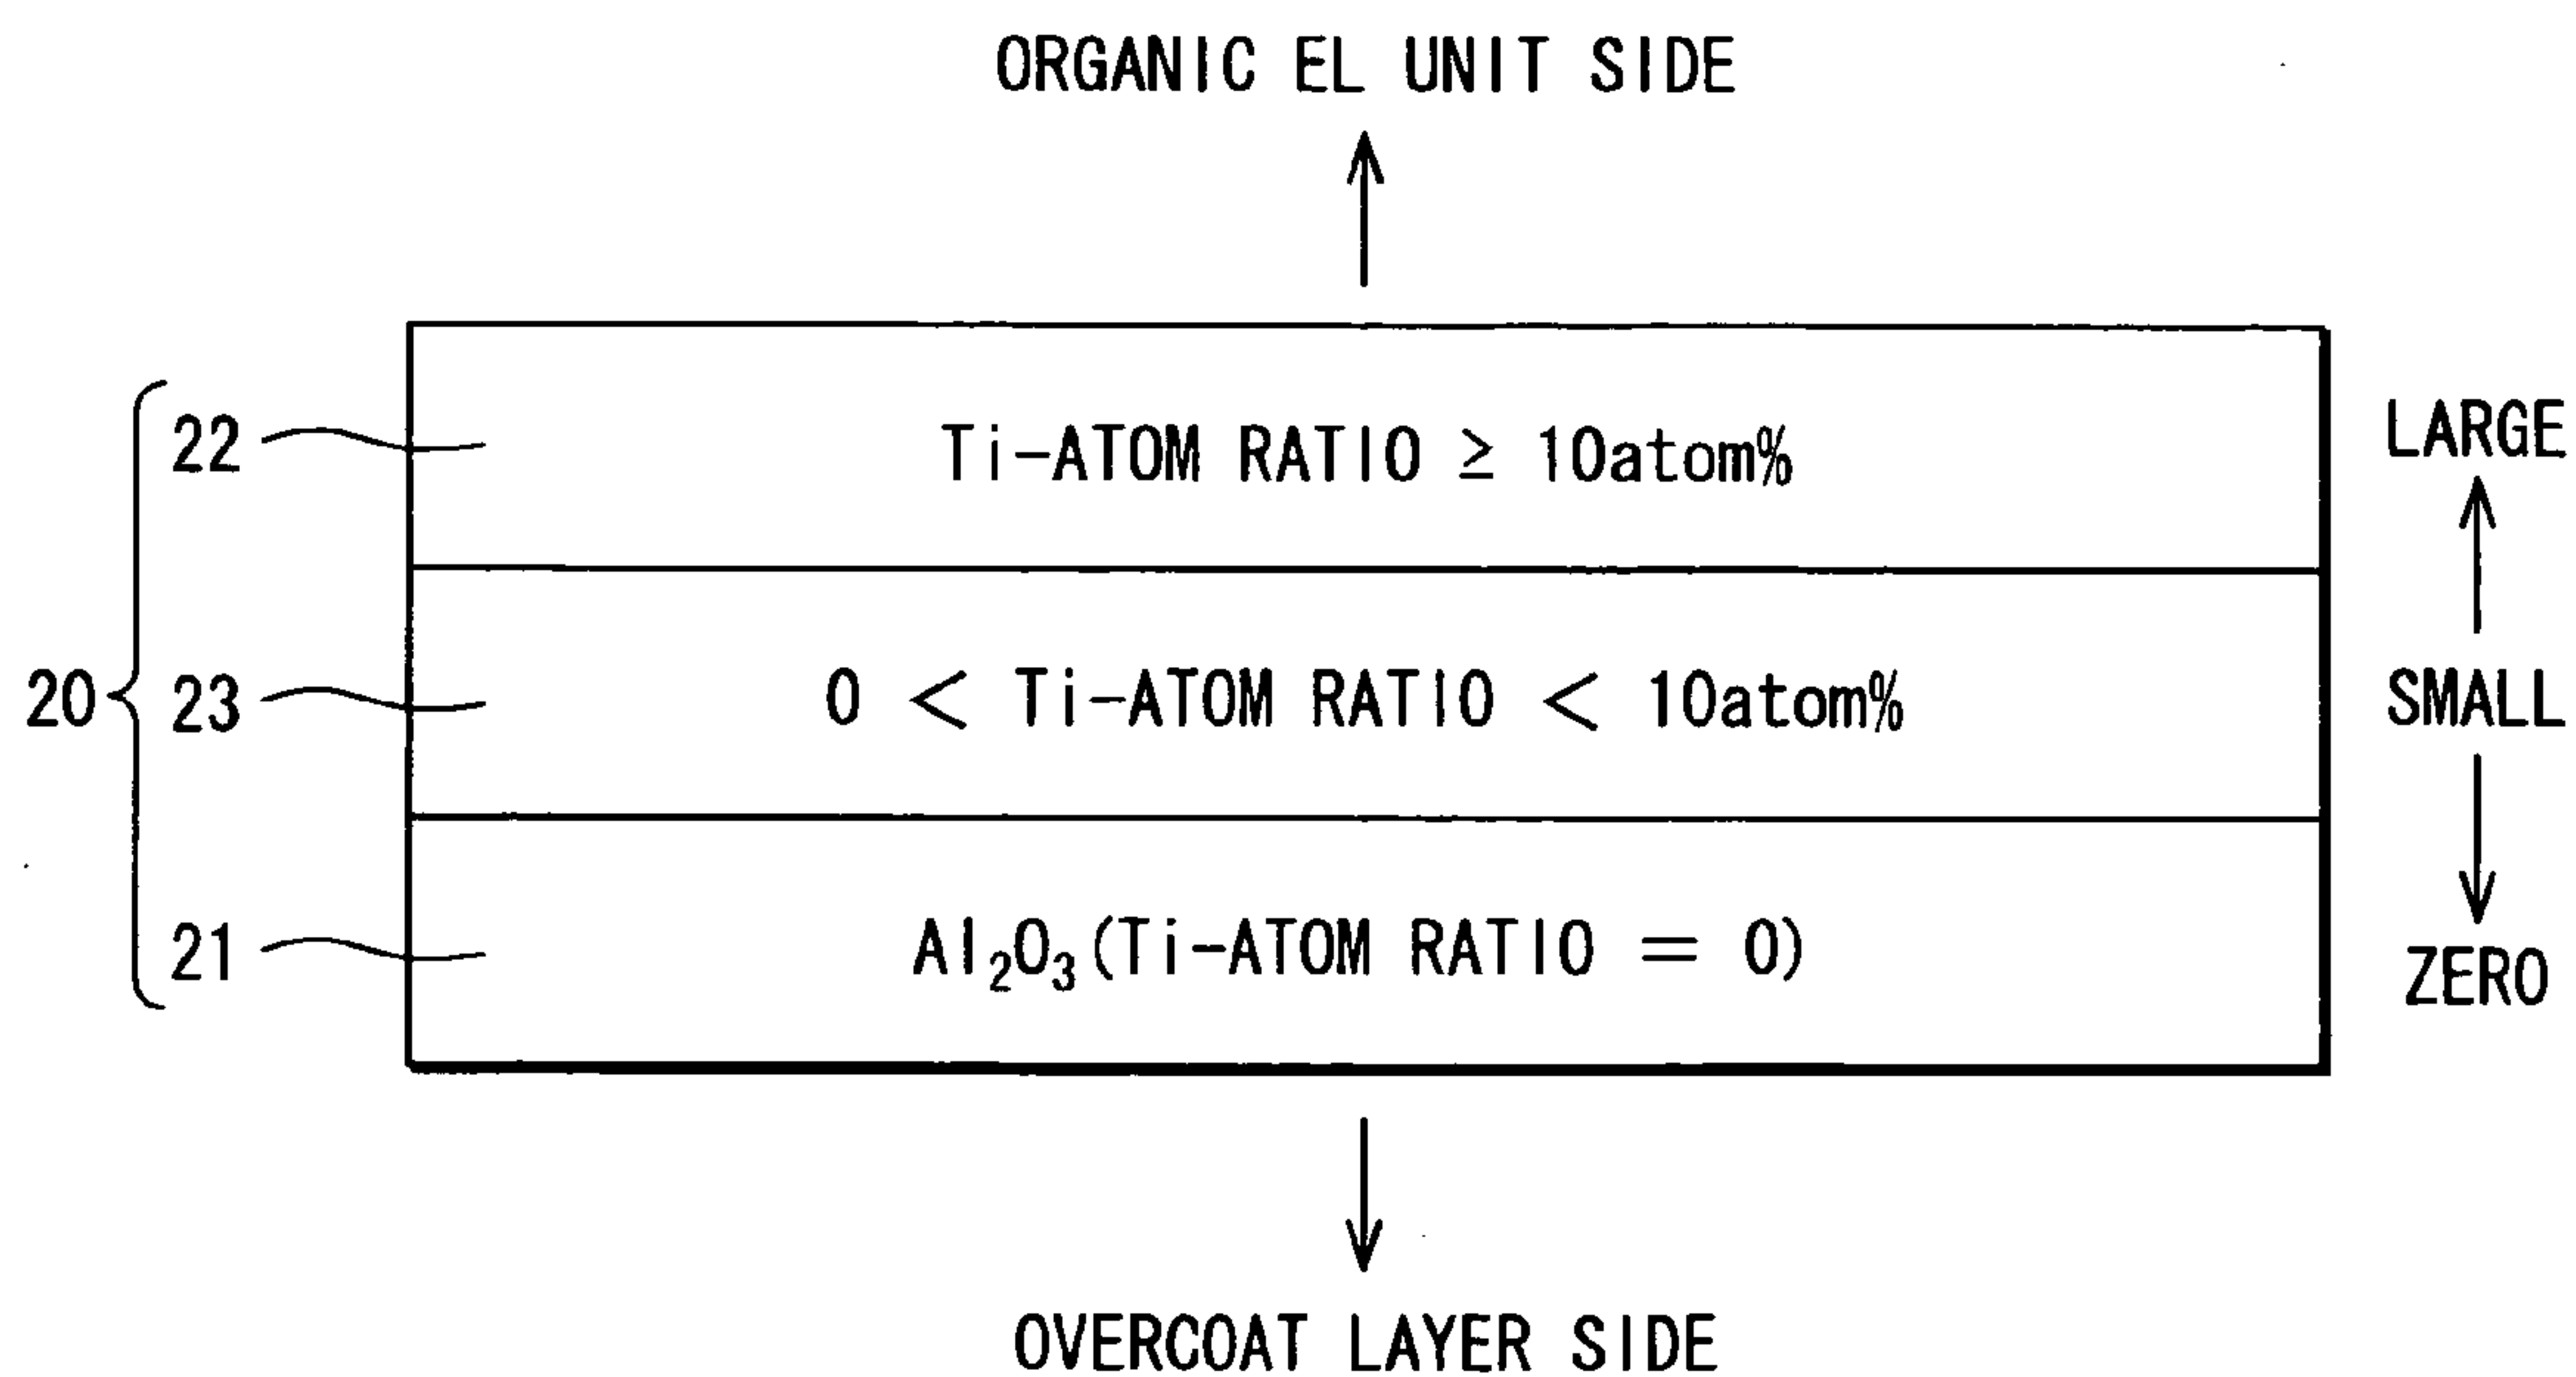 ORGANIC EL UNIT SIDE
22
Ti-ATOM RATIO ≥ 10atom%
LARGE
20
23
0 < Ti-ATOM RATIO < 10atom%
SMALL
21
Al₂O₃(Ti-ATOM RATIO = 0)
ZERO
OVERCOAT LAYER SIDE